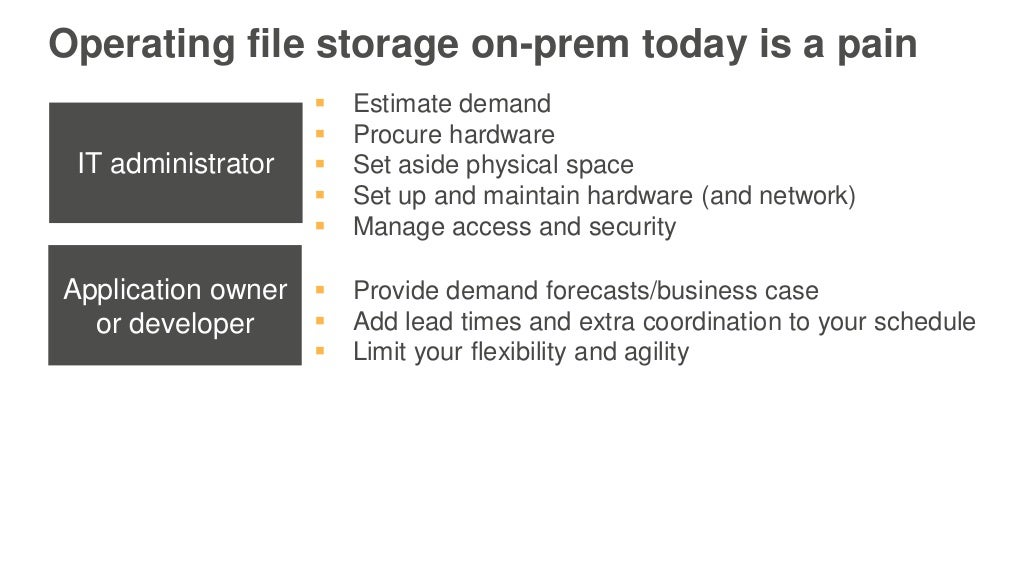 Operating file storage on-prem today is a pain
IT administrator
▪ Estimate demand
▪ Procure hardware
▪ Set aside physical space
▪ Set up and maintain hardware (and network)
▪ Manage access and security
Application owner
or developer
▪ Provide demand forecasts/business case
▪ Add lead times and extra coordination to your schedule
▪ Limit your flexibility and agility